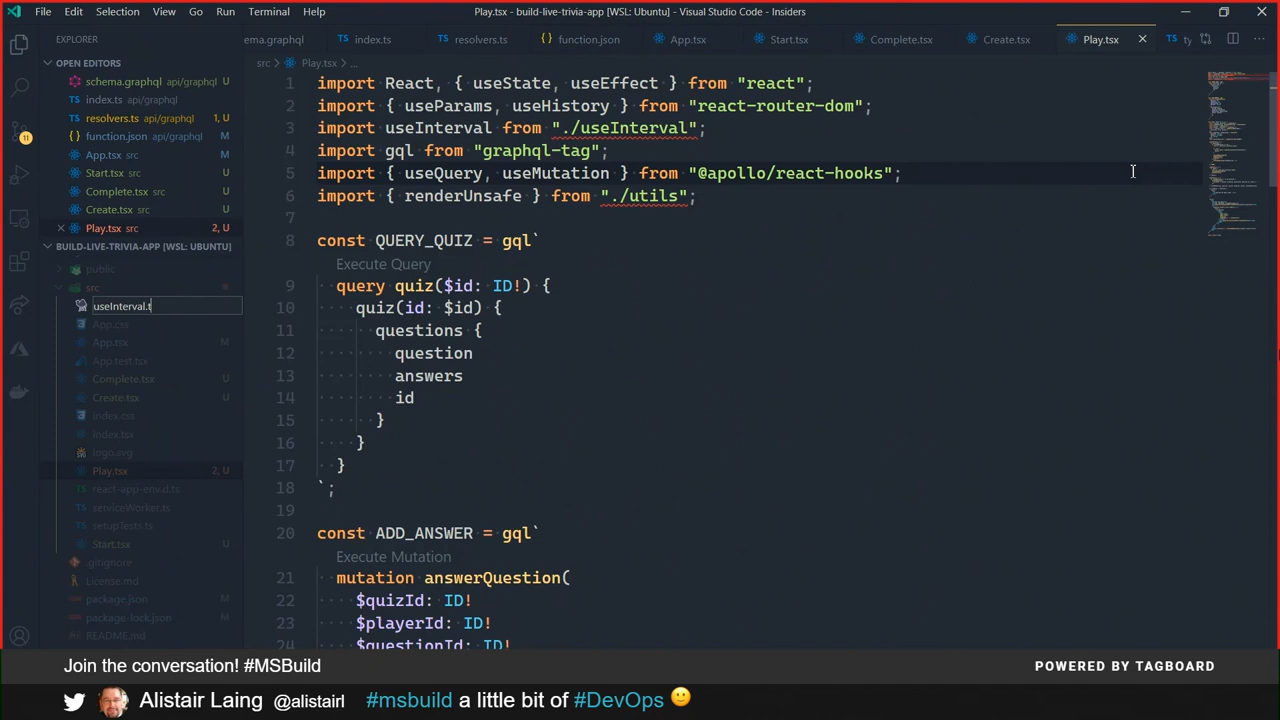 File Edit Selection View Go Run Terminal Help
Play.tsx - build-live-trivia-app [WSL: Ubuntu] - Visual Studio Code - Insiders
EXPLORER
ema.graphql index.ts resolvers.ts function.json App.tsx Start.tsx Complete.tsx Create.tsx Play.tsx ty
OPEN EDITORS
schema.graphql api/graphql
index.ts api/graphql
resolvers.ts api/graphql 1, U
function.json api/graphql M
App.tsx src M
Start.tsx src U
Complete.tsx src U
Create.tsx src U
Play.tsx src 2, U
BUILD-LIVE-TRIVIA-APP [WSL: UBUNTU]
public
src
useInterval.t
App.css
App.tsx M
App.test.tsx
Complete.tsx U
Create.tsx U
index.css
index.tsx
logo.svg
Play.tsx 2, U
react-app-env.d.ts
serviceWorker.ts
setupTests.ts
Start.tsx U
.gitignore
License.md
package.json M
package-lock.json M
README.md
11
src > Play.tsx > ...
1 import React, { useState, useEffect } from "react";
2 import { useParams, useHistory } from "react-router-dom";
3 import useInterval from "./useInterval";
4 import gql from "graphql-tag";
5 import { useQuery, useMutation } from "@apollo/react-hooks";
6 import { renderUnsafe } from "./utils";
7
8 const QUERY_QUIZ = gql`
Execute Query
9 query quiz($id: ID!) {
10 quiz(id: $id) {
11 questions {
12 question
13 answers
14 id
15 }
16 }
17 }
18 `;
19
20 const ADD_ANSWER = gql`
Execute Mutation
21 mutation answerQuestion(
22 $quizId: ID!
23 $playerId: ID!
24 $questionId: ID!
Join the conversation! #MSBuild
POWERED BY TAGBOARD
Alistair Laing @alistairl #msbuild a little bit of #DevOps 🙂